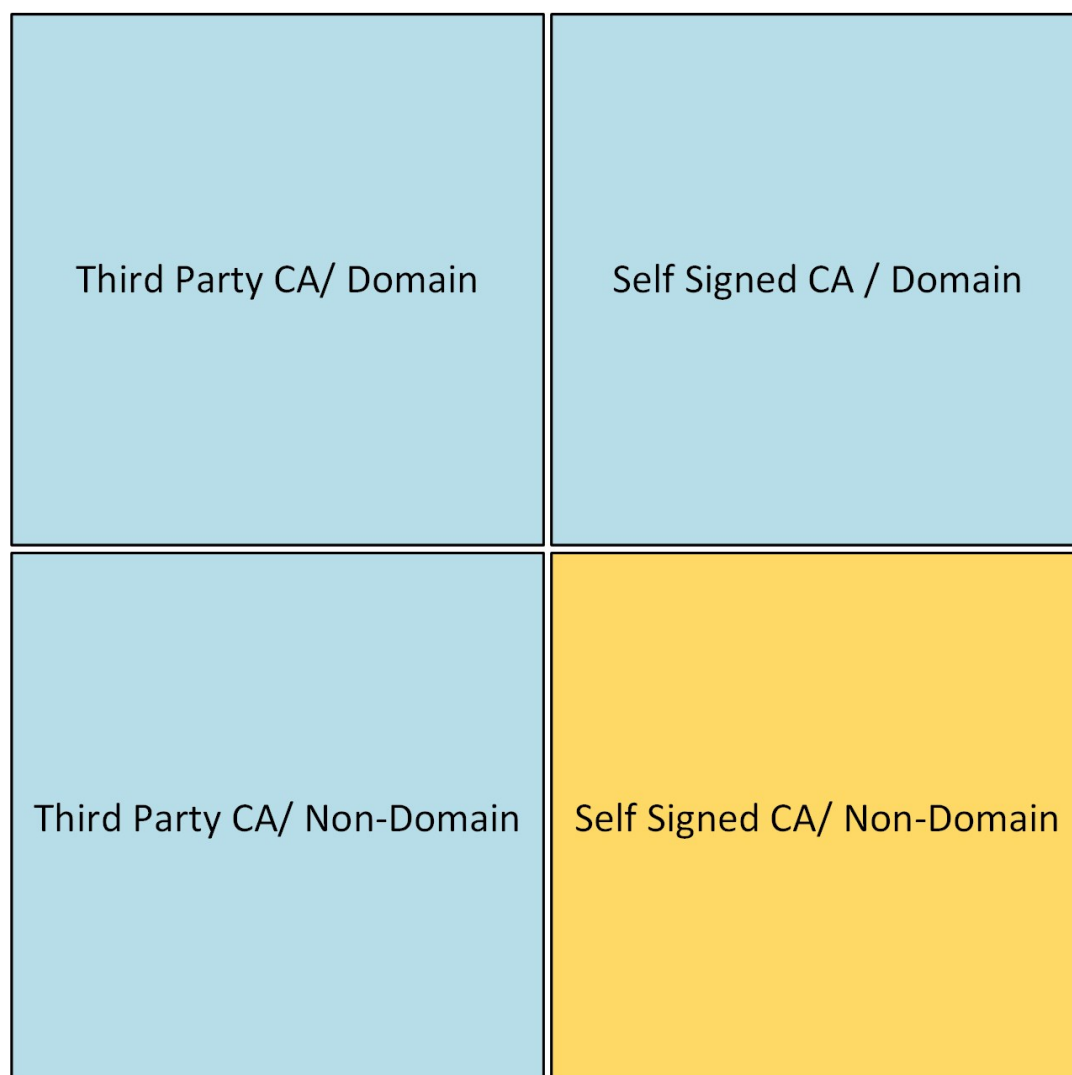 Third Party CA/ Domain
Self Signed CA / Domain
Third Party CA/ Non-Domain
Self Signed CA/ Non-Domain